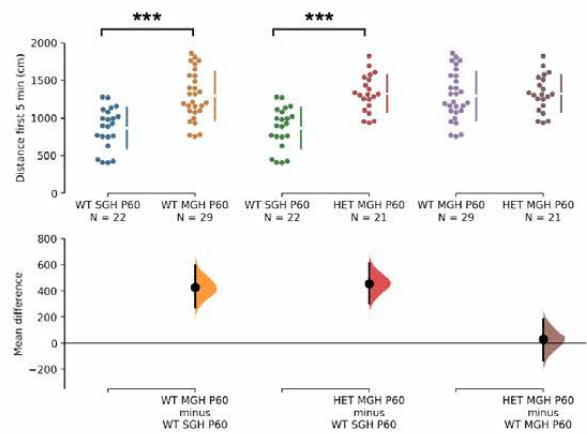 ***
***
Distance first 5 min (cm)
2000
1500
1000
500
0
WT SGH P60
N = 22
WT MGH P60
N = 29
WT SGH P60
N = 22
HET MGH P60
N = 21
WT MGH P60
N = 29
HET MGH P60
N = 21
Mean difference
800
600
400
200
0
−200
WT MGH P60
minus
WT SGH P60
HET MGH P60
minus
WT SGH P60
HET MGH P60
minus
WT MGH P60